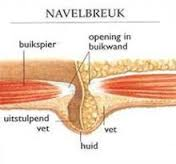 NAVELBREUK
buikspier
opening in
buikwand
uitstulpend
vet
vet
huid